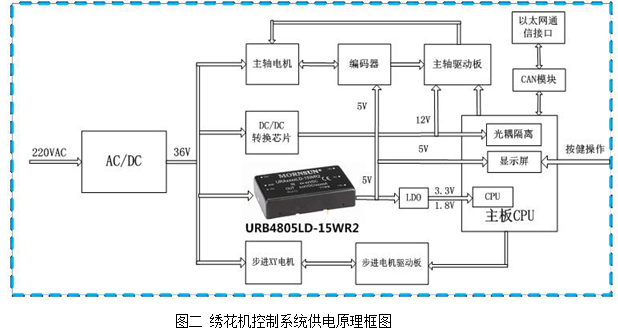 以太网通
信接口
主轴电机
编码器
主轴驱动板
CAN模块
5V
12V
DC/DC
转换芯片
光耦隔离
220VAC
AC/DC
36V
5V
显示屏
按健操作
MORNSUN
5V
LDO
3.3V
1.8V
CPU
主板CPU
URB4805LD-15WR2
步进XY电机
步进电机驱动板
图二 绣花机控制系统供电原理框图